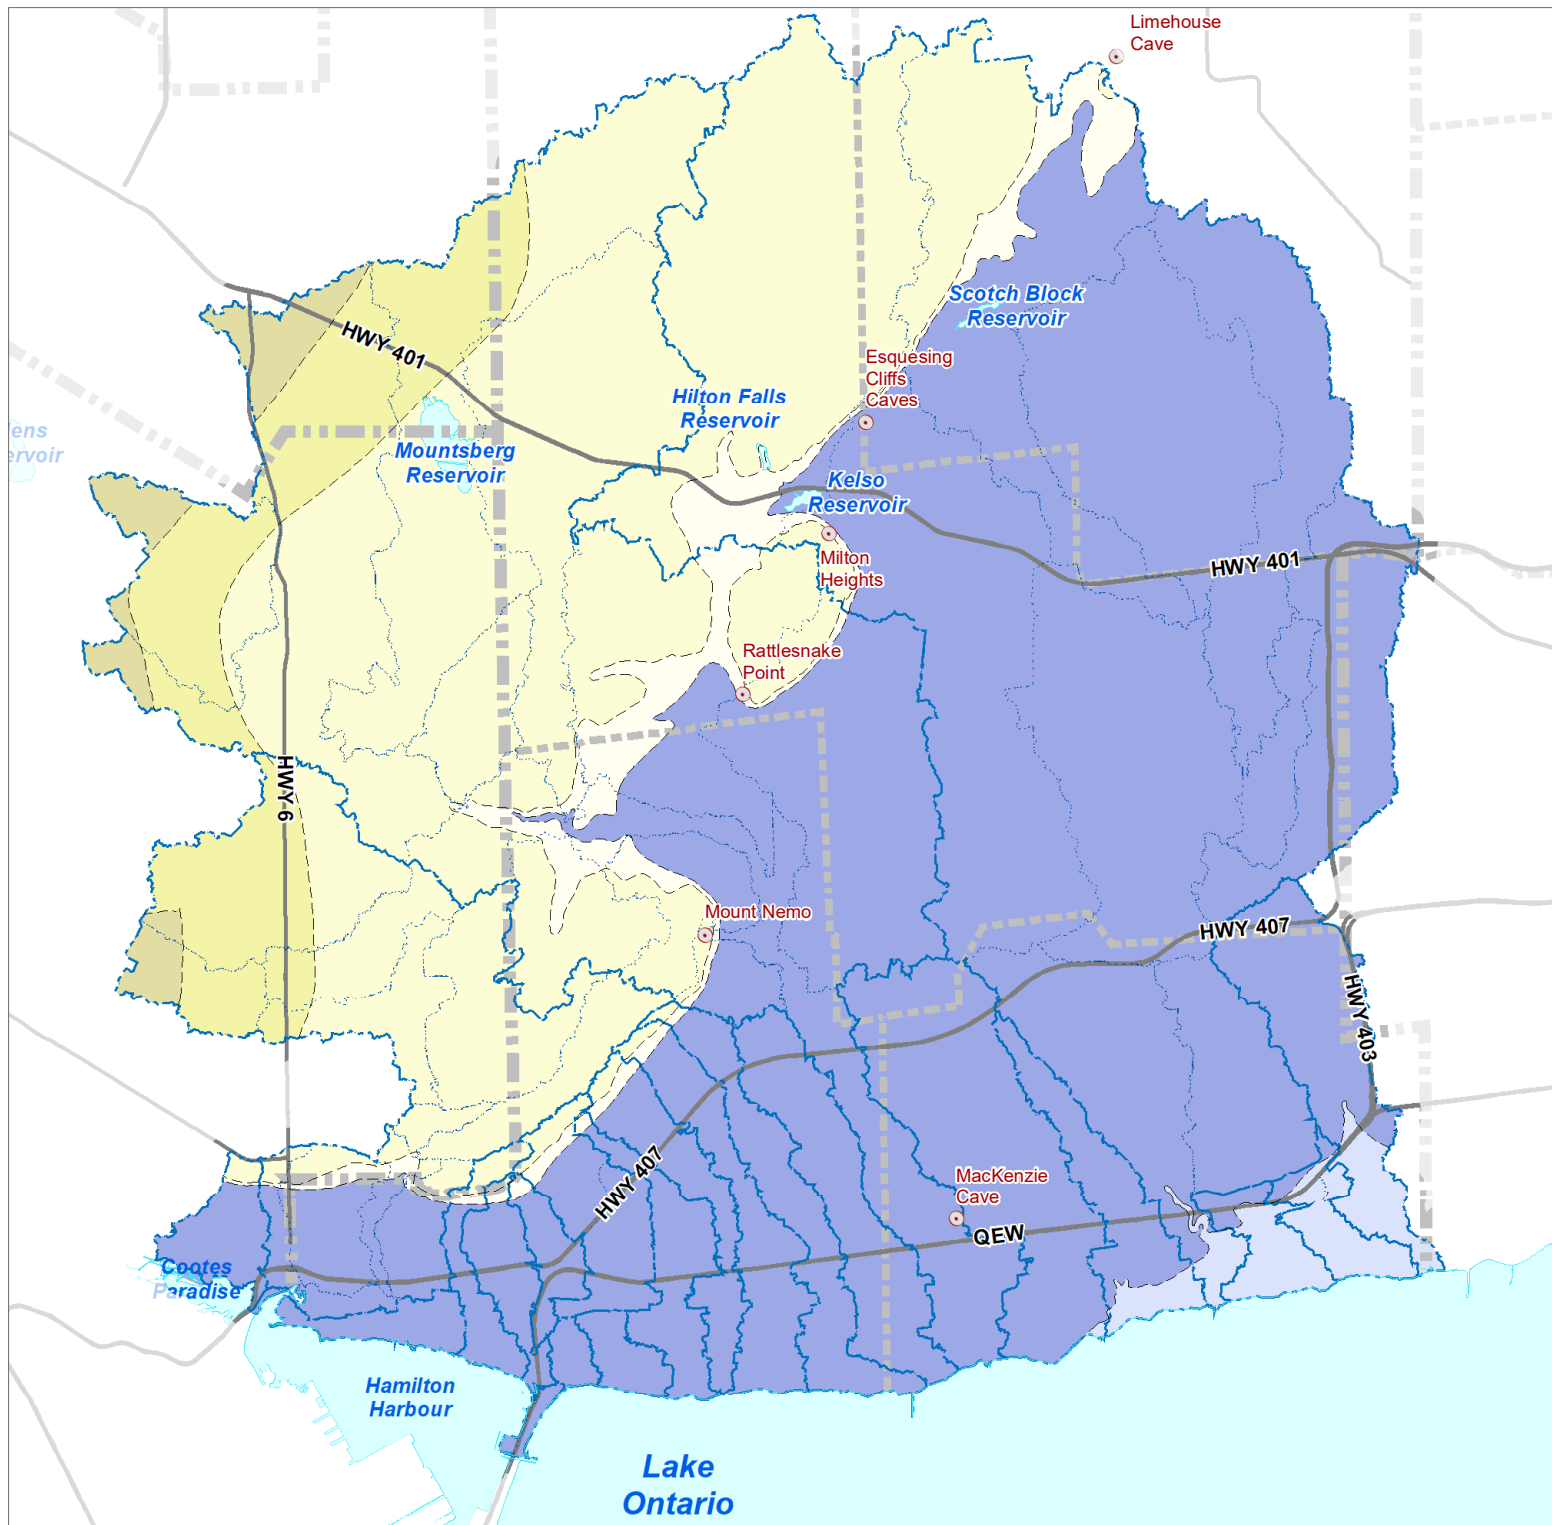 Limehouse
Cave
Scotch Block
Reservoir
HWY 401
Esquesing
Cliffs
Caves
Hilton Falls
Reservoir
ens
ervoir
Mountsberg
Reservoir
Kelso
Reservoir
Milton
Heights
HWY 401
Rattlesnake
Point
HWY 6
Mount Nemo
HWY 407
HWY 403
HWY 407
MacKenzie
Cave
QEW
Cootes
Paradise
Hamilton
Harbour
Lake
Ontario